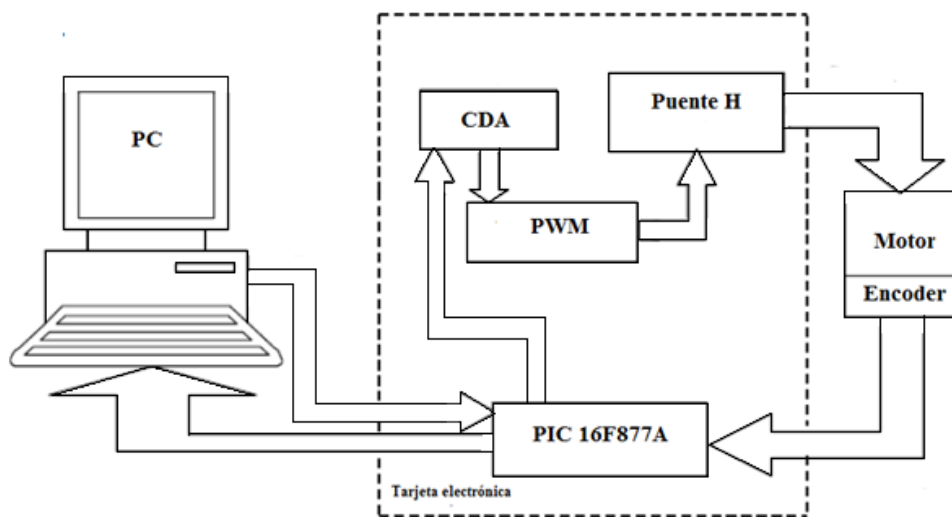 PC
CDA
Puente H
PWM
Motor
Encoder
PIC 16F877A
Tarjeta electrónica